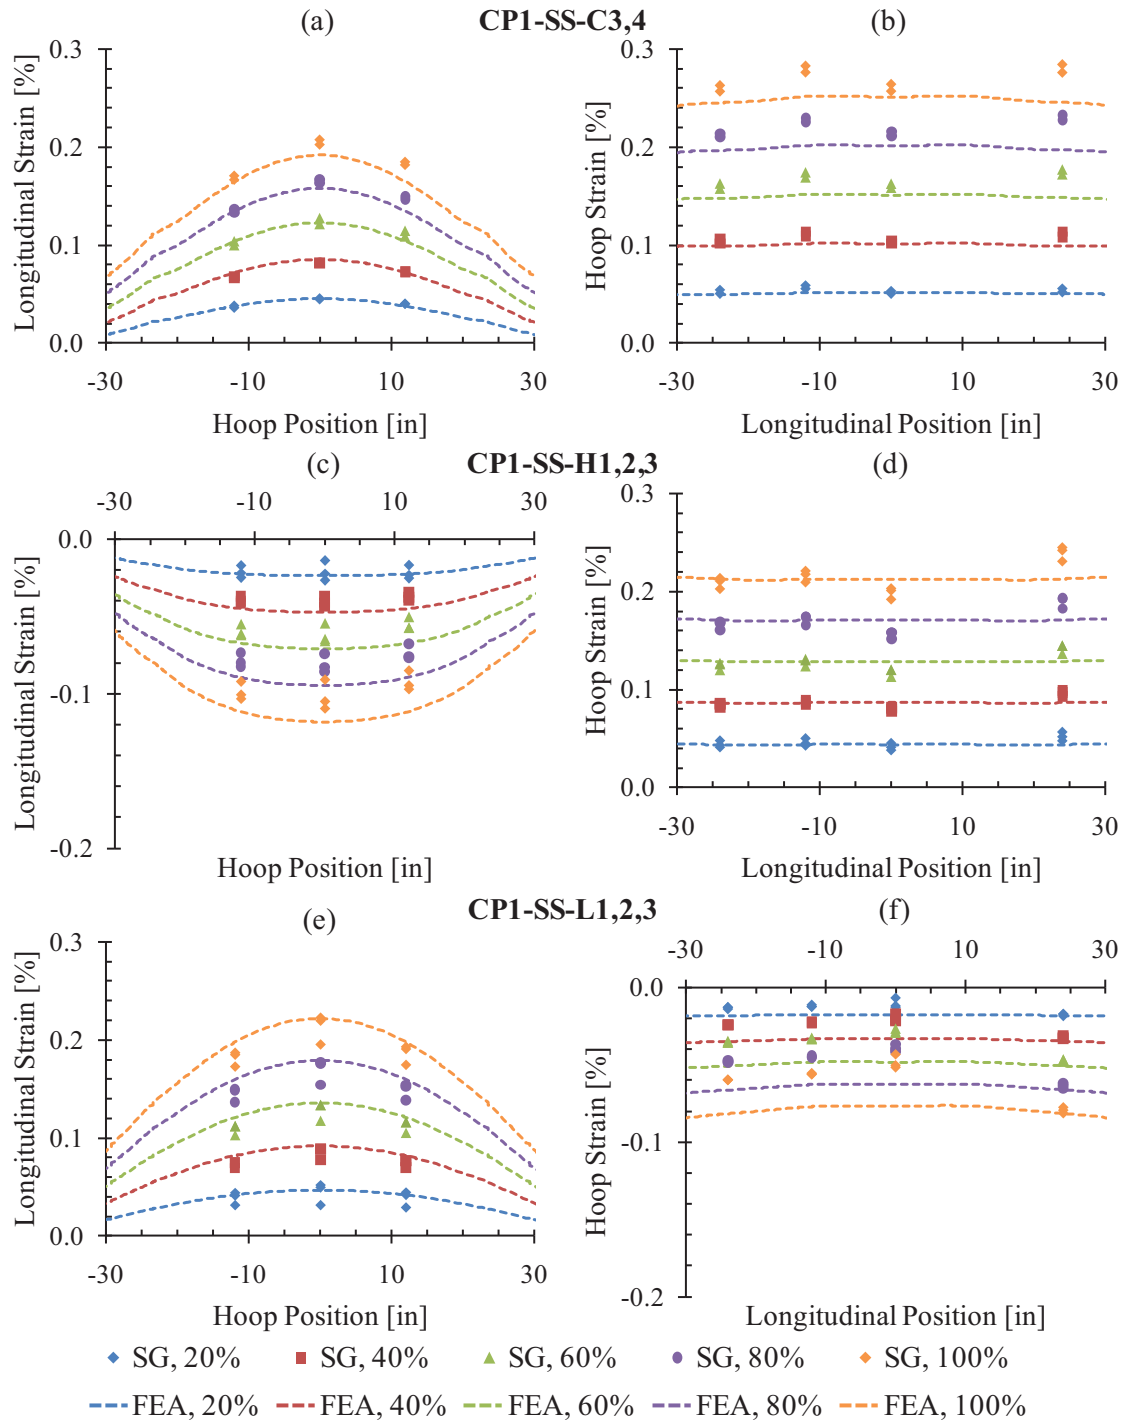 (a) CP1-SS-C3,4 (b)
0.3 0.3
0.2 0.2
0.1 0.1
0.0 0.0
Longitudinal Strain [%] Hoop Strain [%]
-30 -10 10 30 -30 -10 10 30
Hoop Position [in] Longitudinal Position [in]
(c) CP1-SS-H1,2,3 (d)
-30 -10 10 30
0.0 0.3
-0.1 0.2
-0.2 0.1
0.0
Longitudinal Strain [%] Hoop Strain [%]
-30 -10 10 30
Hoop Position [in] Longitudinal Position [in]
(e) CP1-SS-L1,2,3 (f)
-30 -10 10 30
0.3 0.0
0.2 -0.1
0.1 -0.2
0.0
Longitudinal Strain [%] Hoop Strain [%]
-30 -10 10 30
Hoop Position [in] Longitudinal Position [in]
SG, 20% SG, 40% SG, 60% SG, 80% SG, 100%
FEA, 20% FEA, 40% FEA, 60% FEA, 80% FEA, 100%